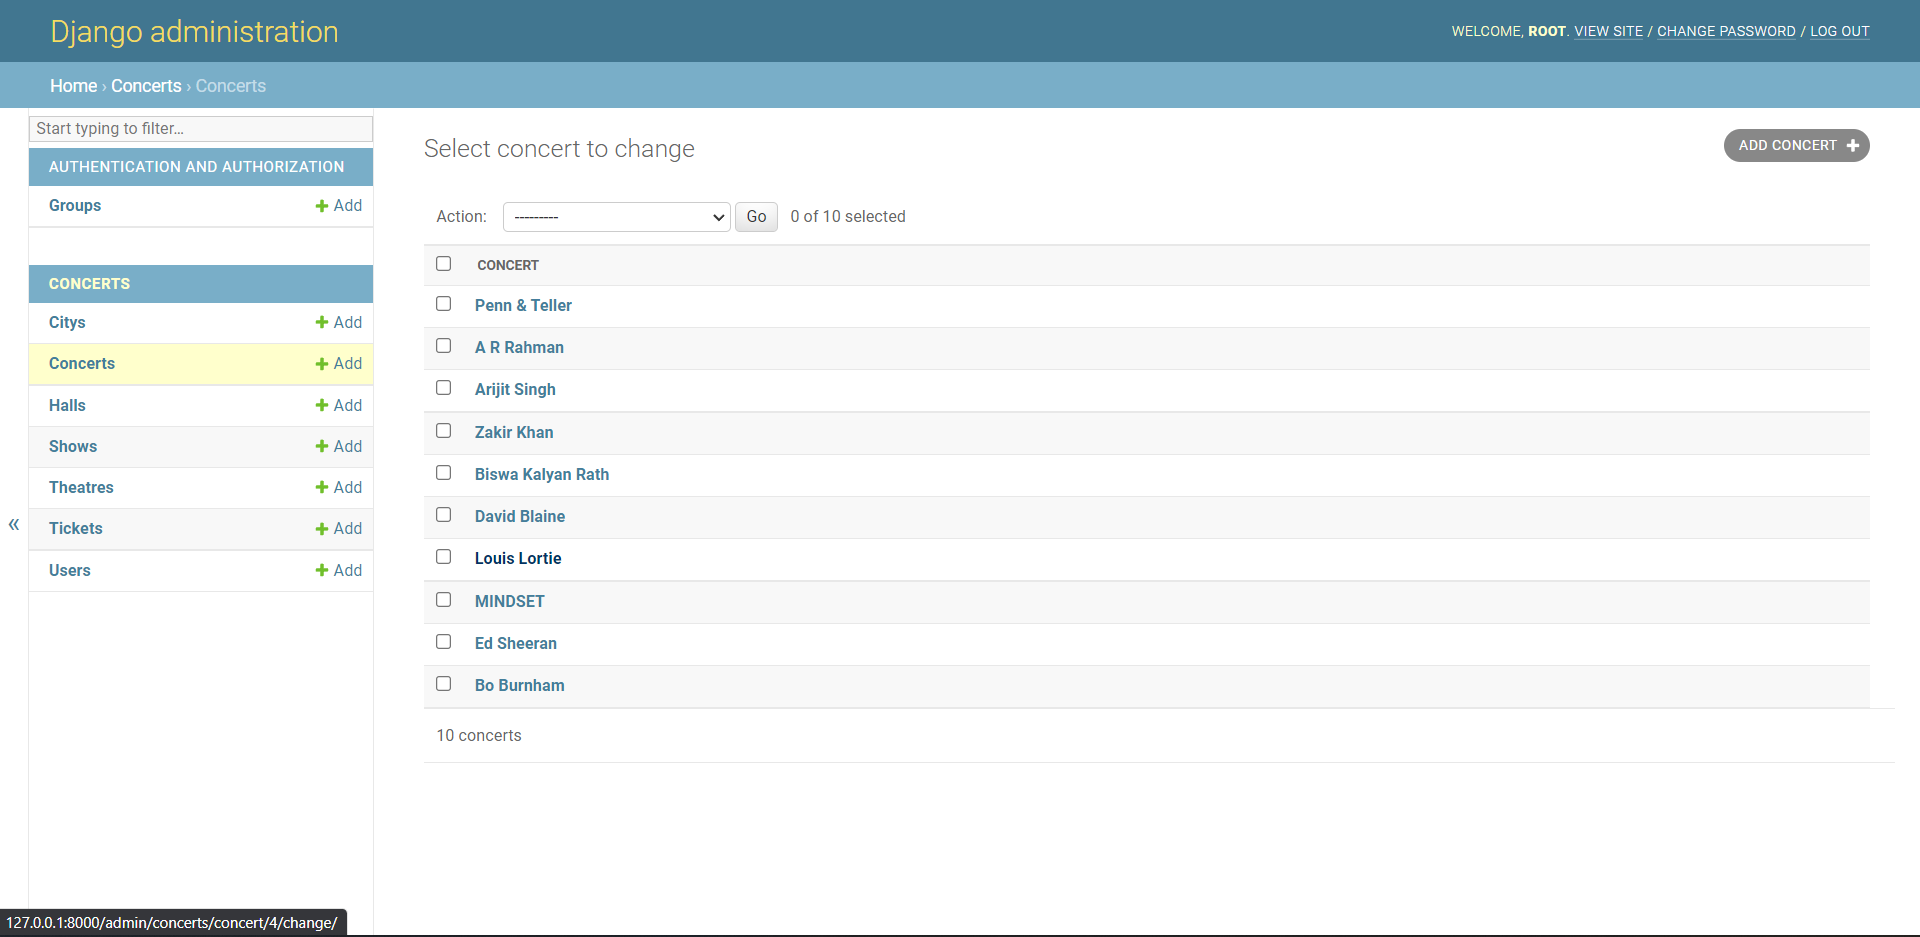 Django administration
WELCOME, ROOT. VIEW SITE / CHANGE PASSWORD / LOG OUT
Home › Concerts › Concerts
Start typing to filter...
AUTHENTICATION AND AUTHORIZATION
Groups Add
CONCERTS
Citys Add
Concerts Add
Halls Add
Shows Add
Theatres Add
Tickets Add
Users Add
«
Select concert to change
ADD CONCERT
Action: --------- Go 0 of 10 selected
CONCERT
Penn & Teller
A R Rahman
Arijit Singh
Zakir Khan
Biswa Kalyan Rath
David Blaine
Louis Lortie
MINDSET
Ed Sheeran
Bo Burnham
10 concerts
127.0.0.1:8000/admin/concerts/concert/4/change/